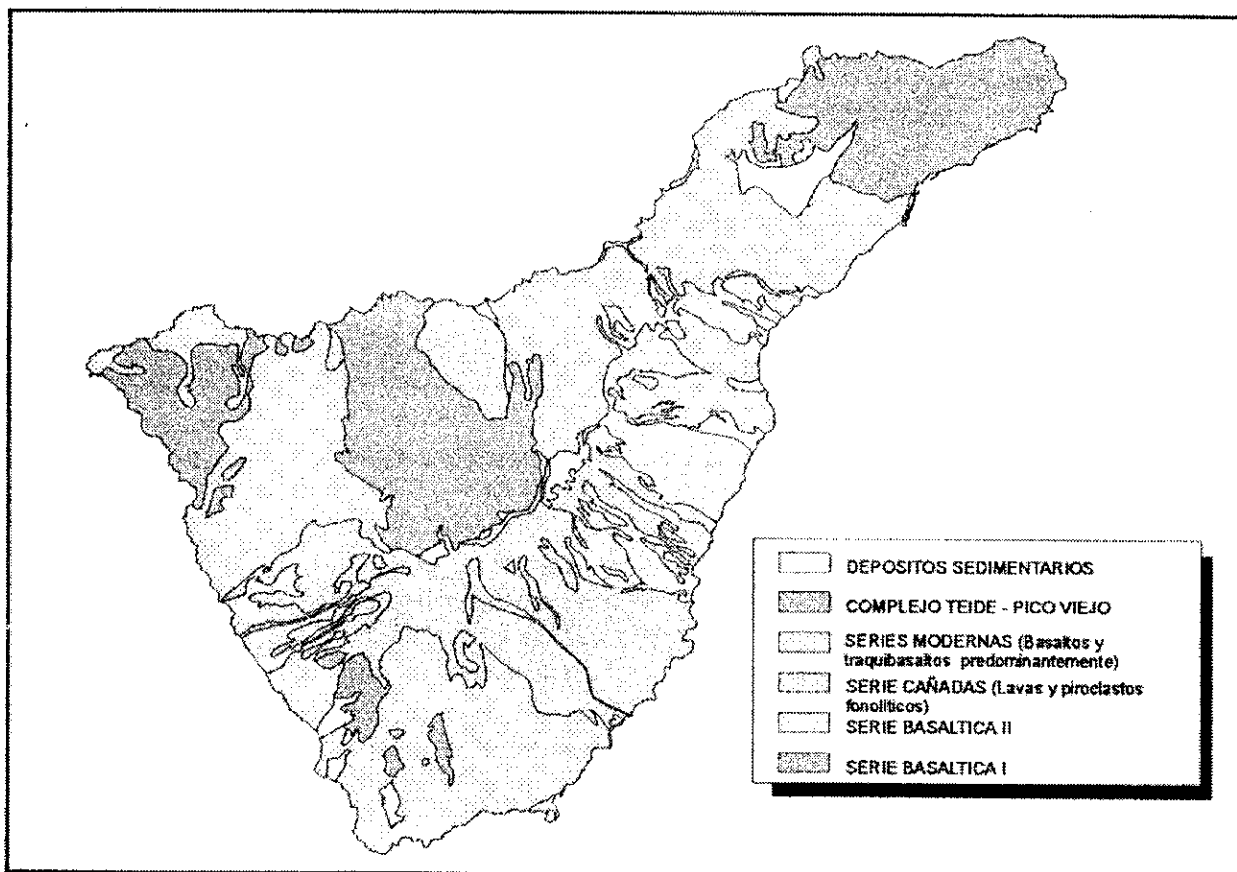 DEPOSITOS SEDIMENTARIOS
COMPLEJO TEIDE - PICO VIEJO
SERIES MODERNAS (Basaltos y
traquibasaltos predominantemente)
SERIE CAÑADAS (Lavas y piroclastos
fonolíticos)
SERIE BASALTICA II
SERIE BASALTICA I